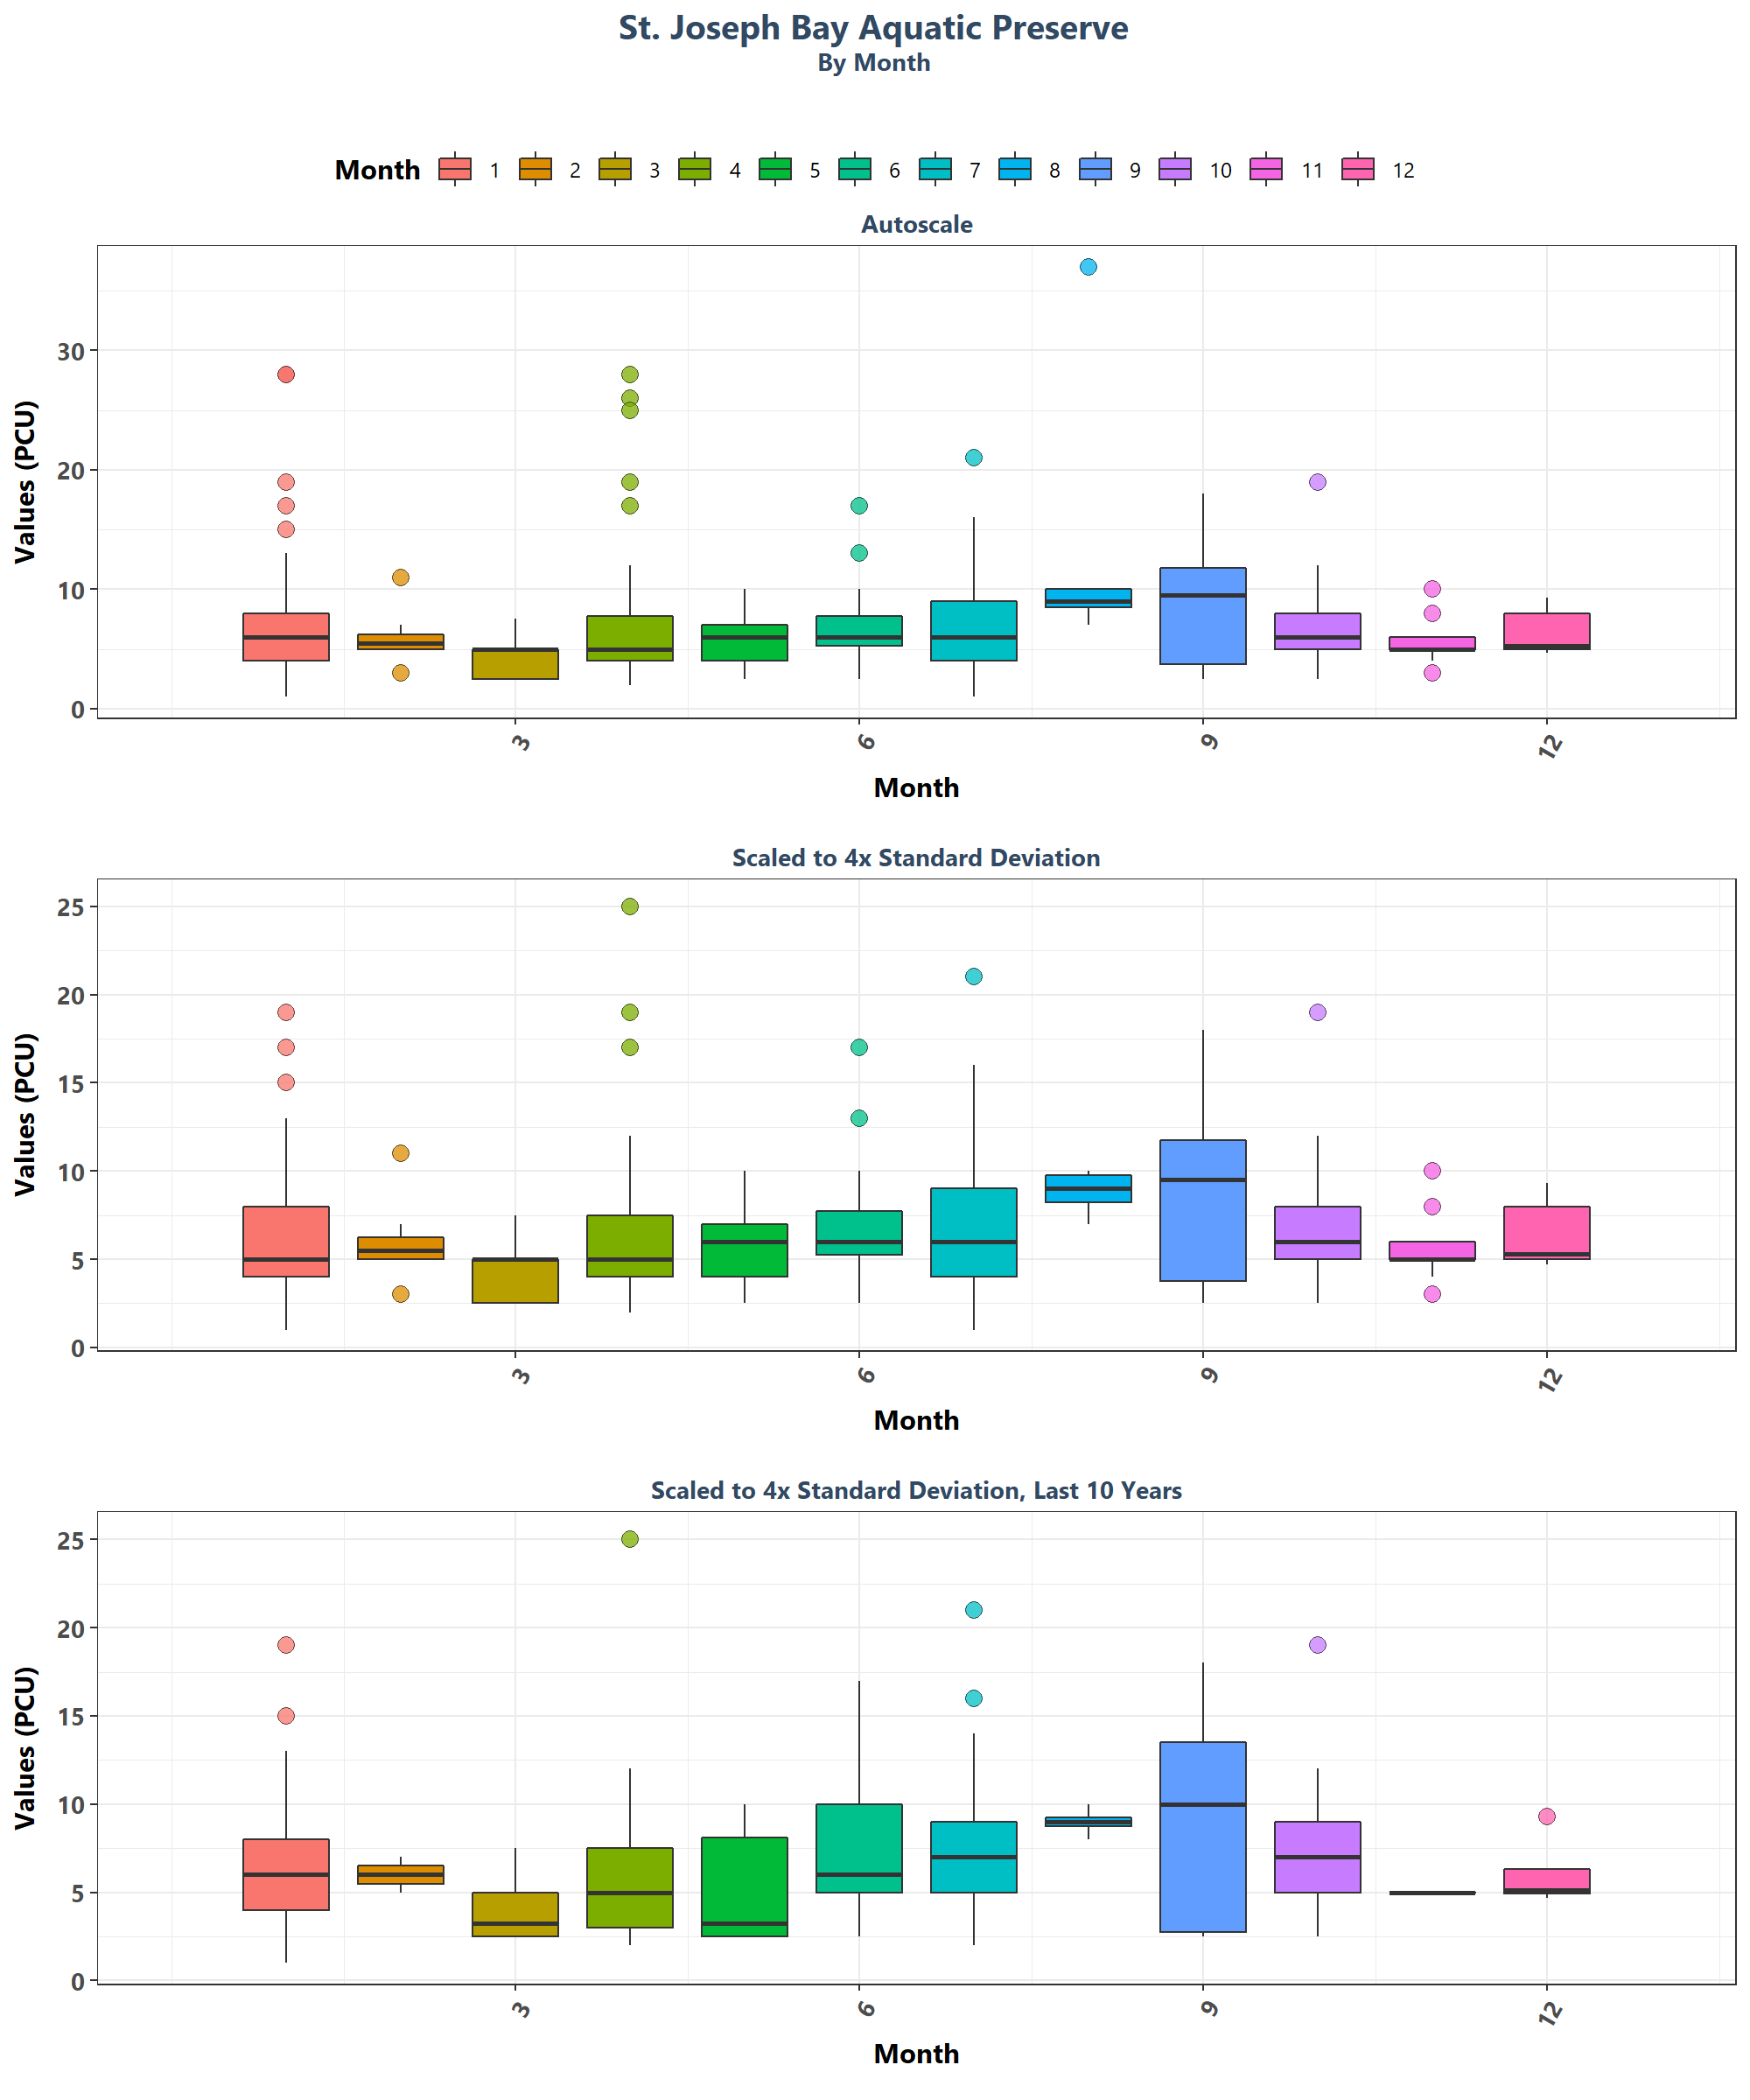 St. Joseph Bay Aquatic Preserve
By Month
Month 1 2 3 4 5 6 7 8 9 10 11 12
Autoscale
Values (PCU)
30
20
10
0
3 6 9 12
Month
Scaled to 4x Standard Deviation
Values (PCU)
25
20
15
10
5
0
3 6 9 12
Month
Scaled to 4x Standard Deviation, Last 10 Years
Values (PCU)
25
20
15
10
5
0
3 6 9 12
Month